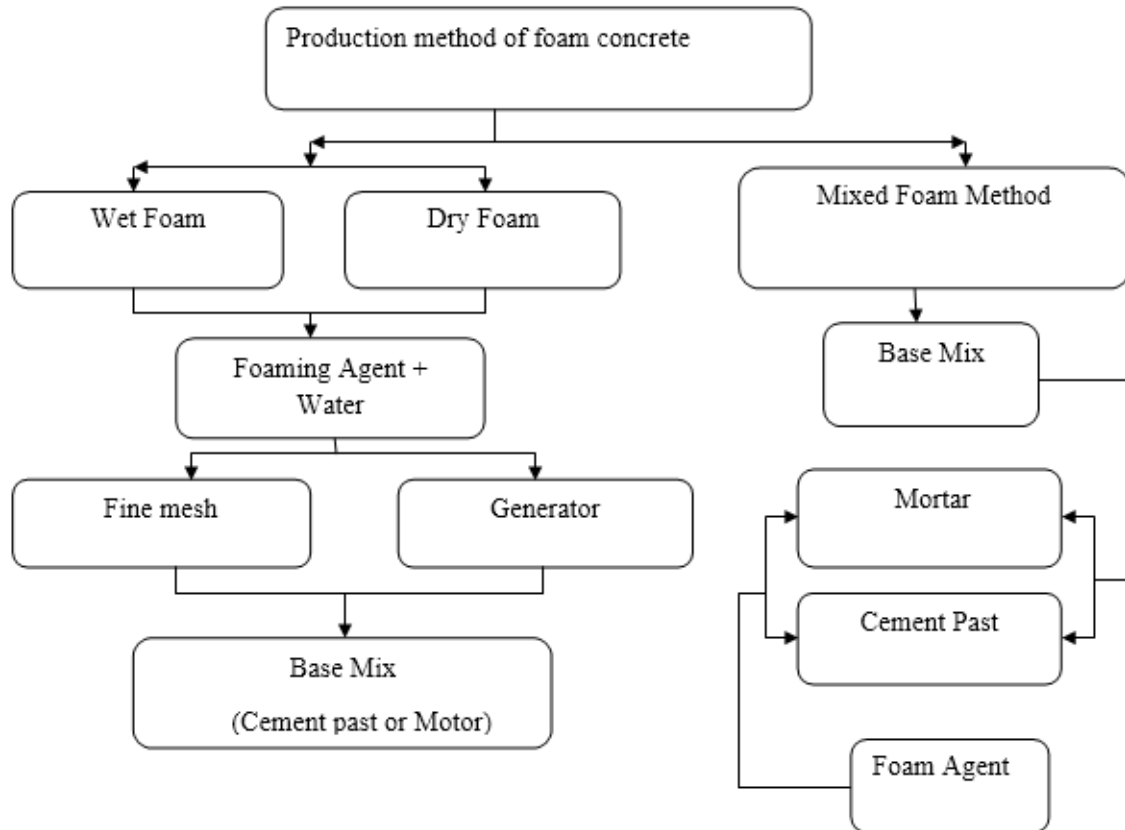 Production method of foam concrete
Wet Foam
Dry Foam
Mixed Foam Method
Foaming Agent +
Water
Base Mix
Fine mesh
Generator
Mortar
Cement Past
Base Mix
(Cement past or Motor)
Foam Agent